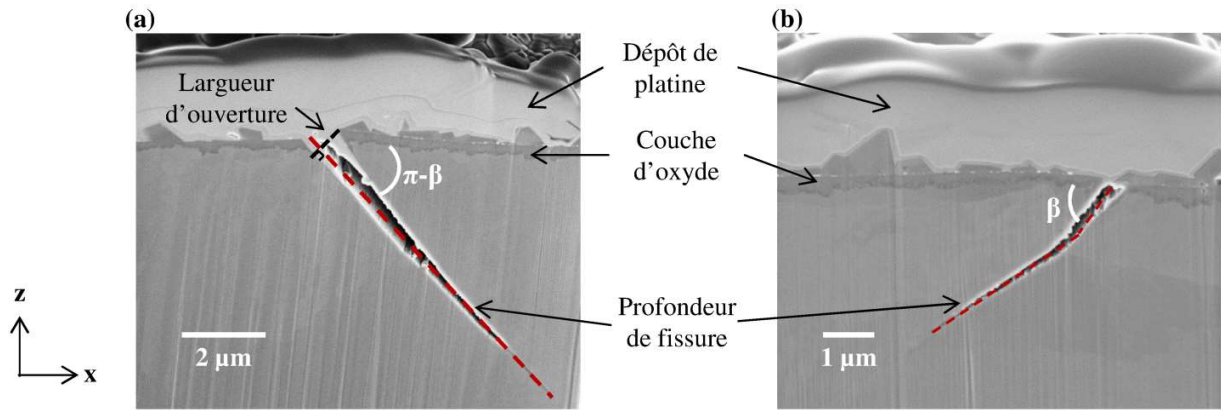 (a)
(b)
Largueur
d'ouverture
Dépôt de
platine
Couche
d'oxyde
π-β
β
Profondeur
de fissure
z
x
2 µm
1 µm